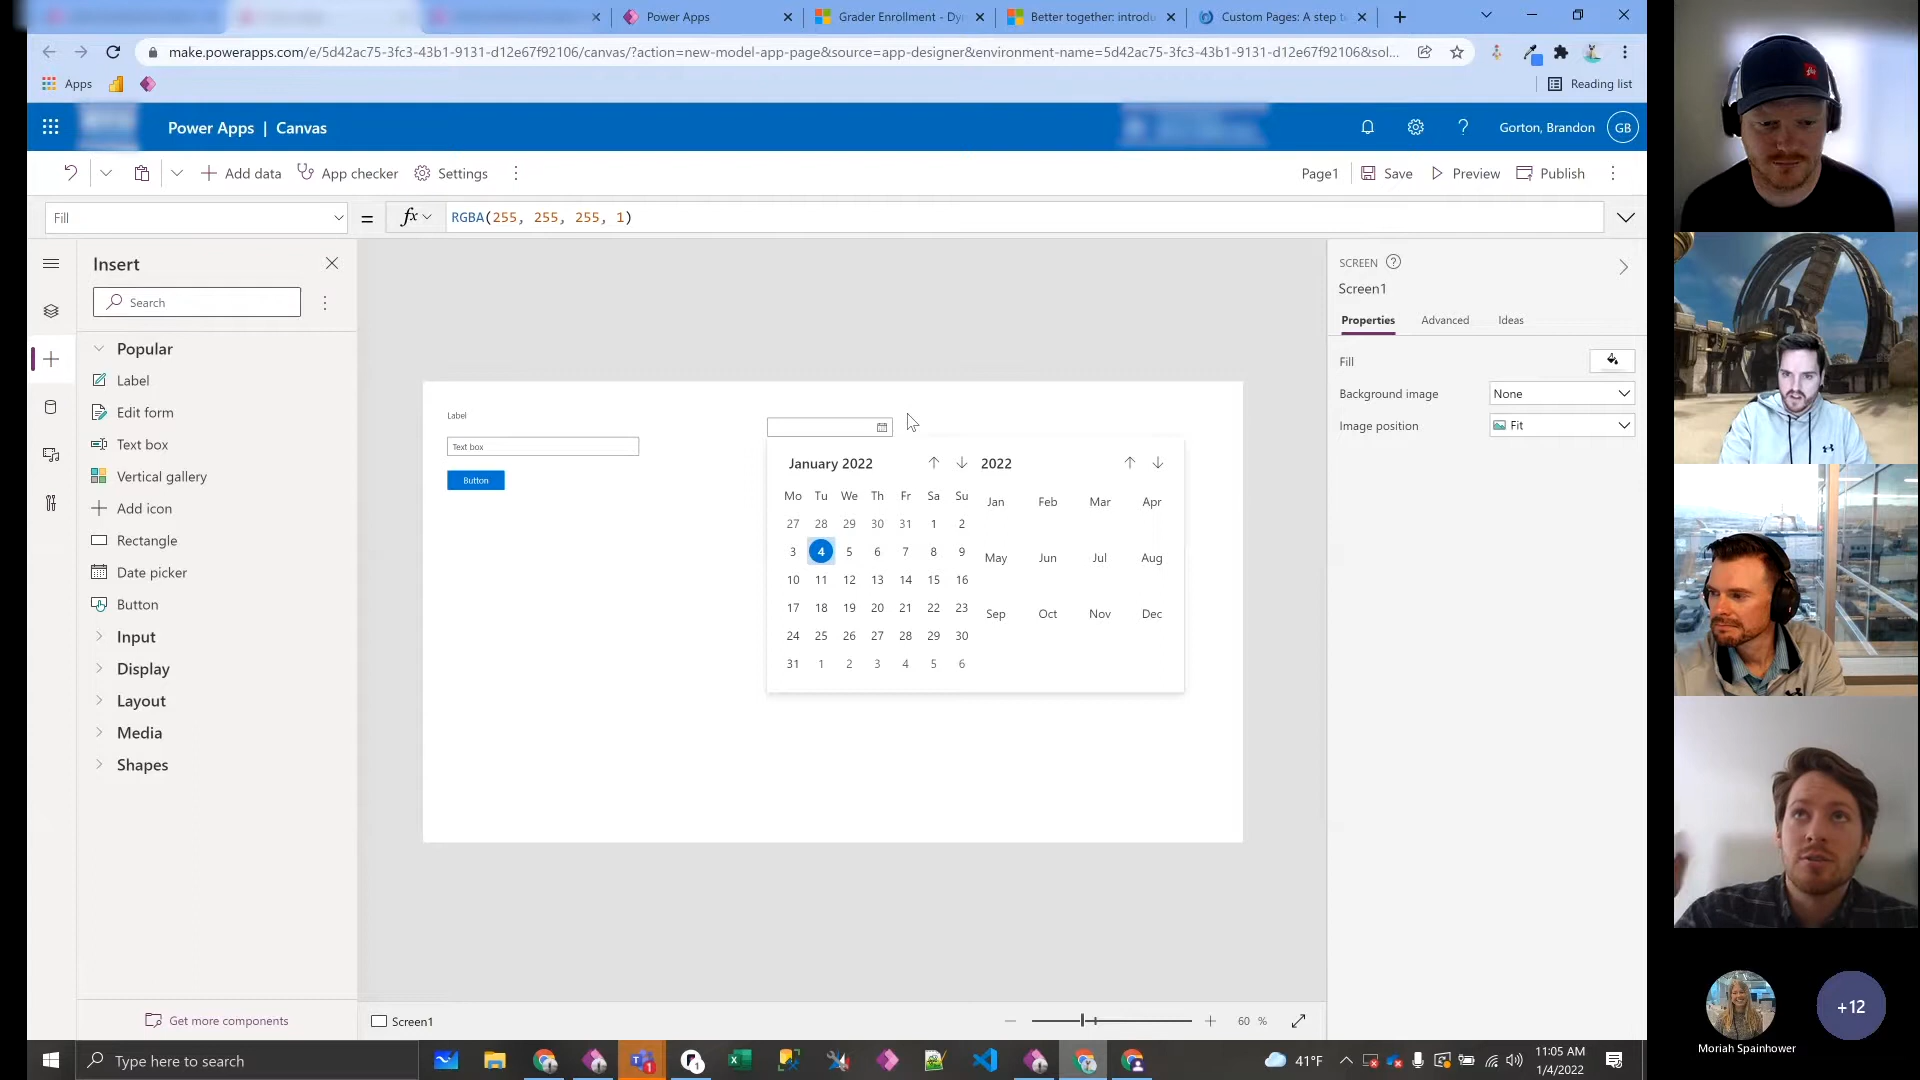 Power Apps
Grader Enrollment - Dy
Better together: introdu
Custom Pages: A step t
make.powerapps.com/e/5d42ac75-3fc3-43b1-9131-d12e67f92106/canvas/?action=new-model-app-page&source=app-designer&environment-name=5d42ac75-3fc3-43b1-9131-d12e67f92106&sol...
Apps
Reading list
Power Apps | Canvas
Gorton, Brandon
GB
Add data
App checker
Settings
Page1
Save
Preview
Publish
Fill
=
fx
RGBA(255, 255, 255, 1)
Insert
Search
Popular
Label
Edit form
Text box
Vertical gallery
Add icon
Rectangle
Date picker
Button
Input
Display
Layout
Media
Shapes
Get more components
Label
Text box
Button
January 2022
2022
Mo Tu We Th Fr Sa Su
27 28 29 30 31 1 2
3 4 5 6 7 8 9
10 11 12 13 14 15 16
17 18 19 20 21 22 23
24 25 26 27 28 29 30
31 1 2 3 4 5 6
Jan Feb Mar Apr
May Jun Jul Aug
Sep Oct Nov Dec
Screen1
60 %
SCREEN
Screen1
Properties
Advanced
Ideas
Fill
Background image
None
Image position
Fit
Type here to search
41°F
11:05 AM
1/4/2022
+12
Moriah Spainhower